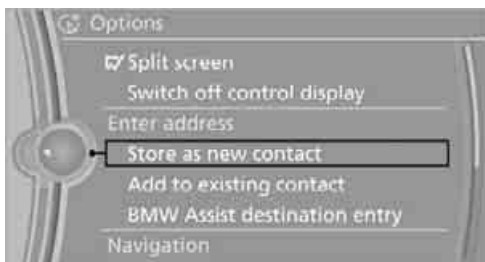 Options
Split screen
Switch off control display
Enter address
Store as new contact
Add to existing contact
BMW Assist destination entry
Navigation